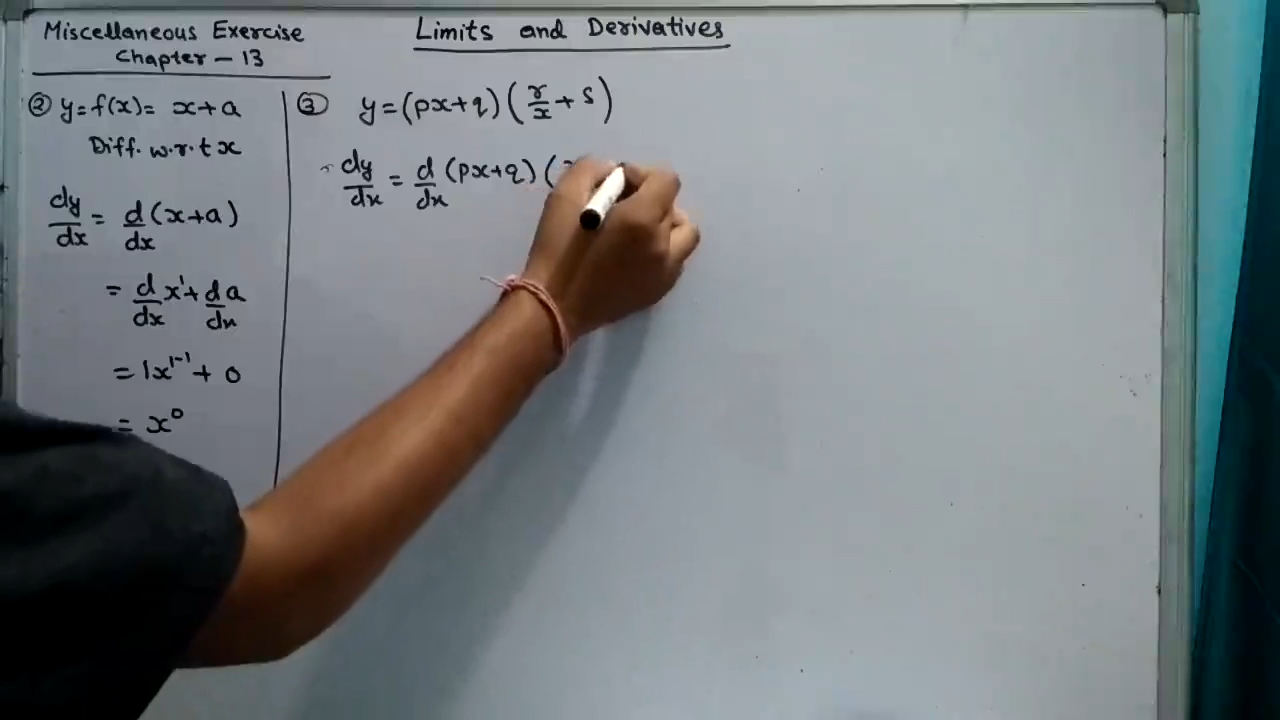 Miscellaneous Exercise
Chapter - 13
Limits and Derivatives
② y = f(x) = x + a
Diff. w.r.t x
dy/dx = d/dx (x + a)
= d/dx x¹ + d/dx a
= 1x¹⁻¹ + 0
= x⁰
③ y = (px + q)(r/x + s)
dy/dx = d/dx (px + q)(